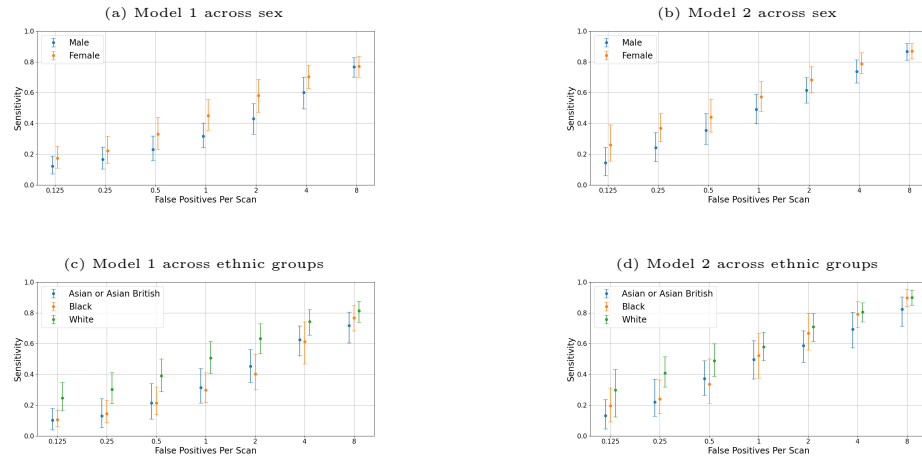 (a) Model 1 across sex
1.0
0.8
0.6
0.4
0.2
0.0
Sensitivity
Male
Female
0.125 0.25 0.5 1 2 4 8
False Positives Per Scan
(b) Model 2 across sex
1.0
0.8
0.6
0.4
0.2
0.0
Sensitivity
Male
Female
0.125 0.25 0.5 1 2 4 8
False Positives Per Scan
(c) Model 1 across ethnic groups
1.0
0.8
0.6
0.4
0.2
0.0
Sensitivity
Asian or Asian British
Black
White
0.125 0.25 0.5 1 2 4 8
False Positives Per Scan
(d) Model 2 across ethnic groups
1.0
0.8
0.6
0.4
0.2
0.0
Sensitivity
Asian or Asian British
Black
White
0.125 0.25 0.5 1 2 4 8
False Positives Per Scan